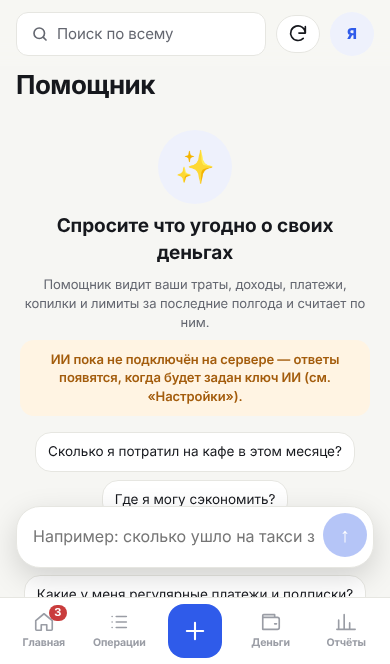 Поиск по всему
Я
Помощник
Спросите что угодно о своих
деньгах
Помощник видит ваши траты, доходы, платежи,
копилки и лимиты за последние полгода и считает по
ним.
ИИ пока не подключён на сервере — ответы
появятся, когда будет задан ключ ИИ (см.
«Настройки»).
Сколько я потратил на кафе в этом месяце?
Где я могу сэкономить?
Например: сколько ушло на такси з
↑
Какие у меня регулярные платежи и подписки?
3
Главная
Операции
Деньги
Отчёты